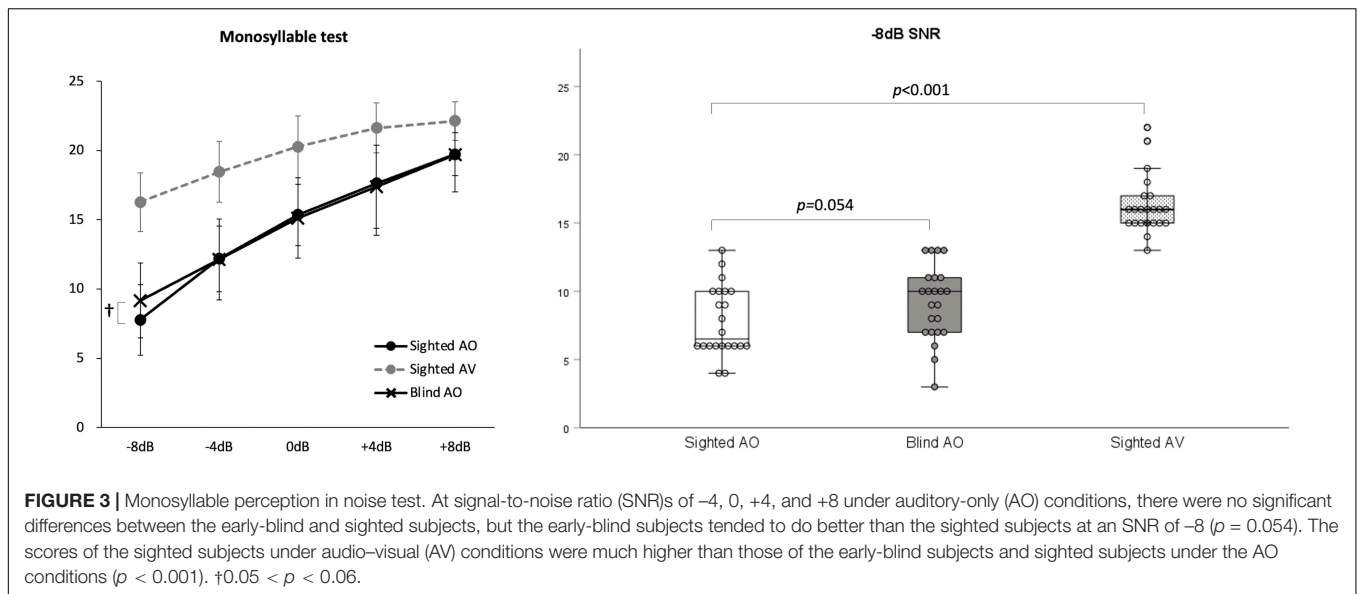 Monosyllable test
25
20
15
10
5
0
†
Sighted AO
Sighted AV
Blind AO
-8dB -4dB 0dB +4dB +8dB
-8dB SNR
25
20
15
10
5
0
p<0.001
p=0.054
Sighted AO Blind AO Sighted AV
FIGURE 3 | Monosyllable perception in noise test. At signal-to-noise ratio (SNR)s of –4, 0, +4, and +8 under auditory-only (AO) conditions, there were no significant
differences between the early-blind and sighted subjects, but the early-blind subjects tended to do better than the sighted subjects at an SNR of –8 (p = 0.054). The
scores of the sighted subjects under audio–visual (AV) conditions were much higher than those of the early-blind subjects and sighted subjects under the AO
conditions (p < 0.001). †0.05 < p < 0.06.